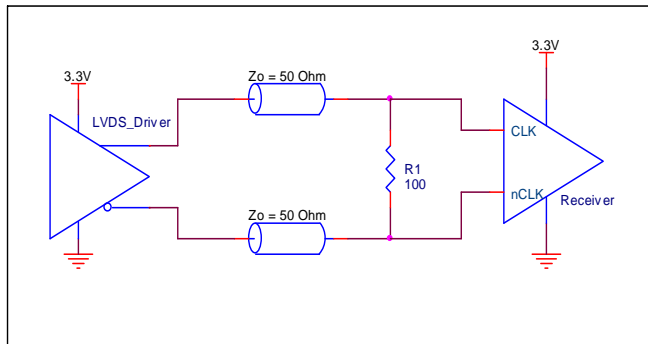 3.3V
LVDS_Driver
Zo = 50 Ohm
3.3V
CLK
R1
100
nCLK
Receiver
Zo = 50 Ohm